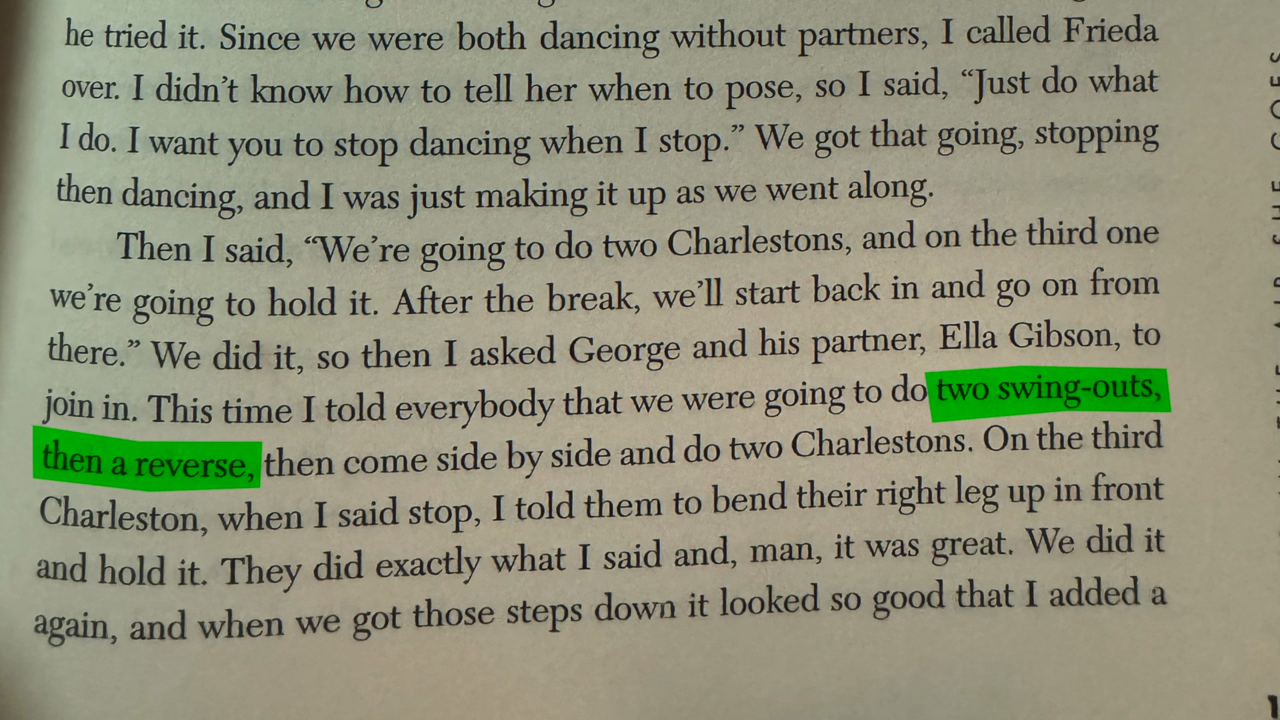 he tried it. Since we were both dancing without partners, I called Frieda
over. I didn’t know how to tell her when to pose, so I said, “Just do what
I do. I want you to stop dancing when I stop.” We got that going, stopping
then dancing, and I was just making it up as we went along.
Then I said, “We’re going to do two Charlestons, and on the third one
we’re going to hold it. After the break, we’ll start back in and go on from
there.” We did it, so then I asked George and his partner, Ella Gibson, to
join in. This time I told everybody that we were going to do two swing-outs,
then a reverse, then come side by side and do two Charlestons. On the third
Charleston, when I said stop, I told them to bend their right leg up in front
and hold it. They did exactly what I said and, man, it was great. We did it
again, and when we got those steps down it looked so good that I added a